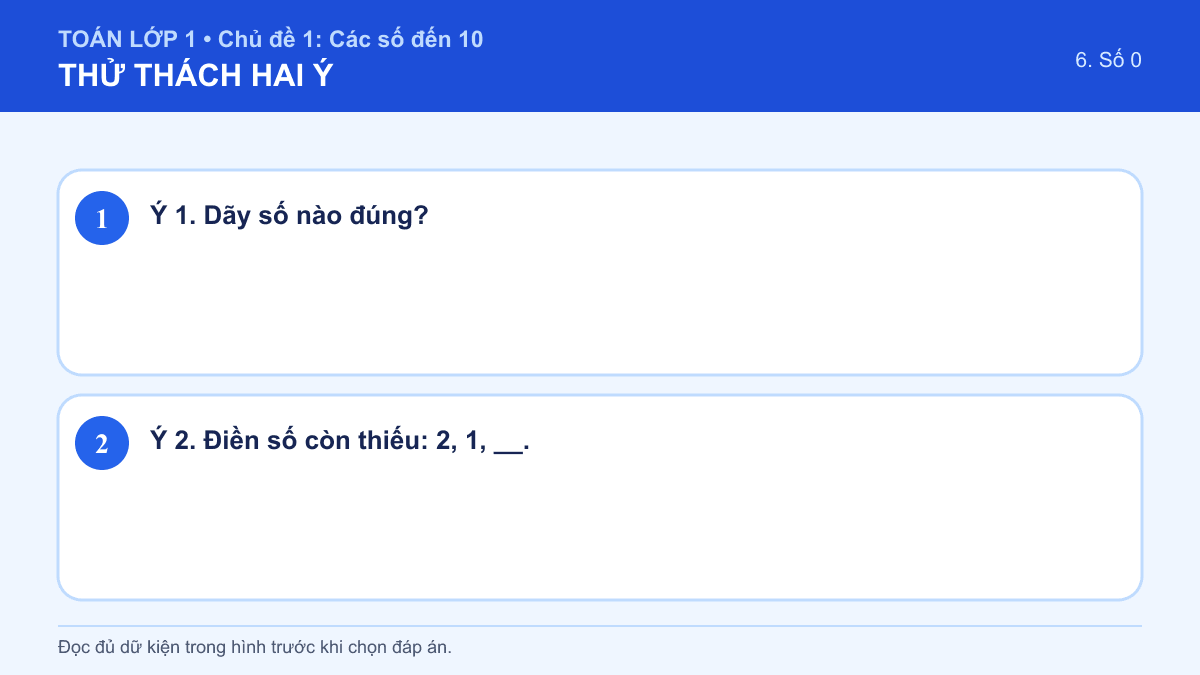 TOÁN LỚP 1 • Chủ đề 1: Các số đến 10
THỬ THÁCH HAI Ý
6. Số 0
1
Ý 1. Dãy số nào đúng?
2
Ý 2. Điền số còn thiếu: 2, 1, __.
Đọc đủ dữ kiện trong hình trước khi chọn đáp án.